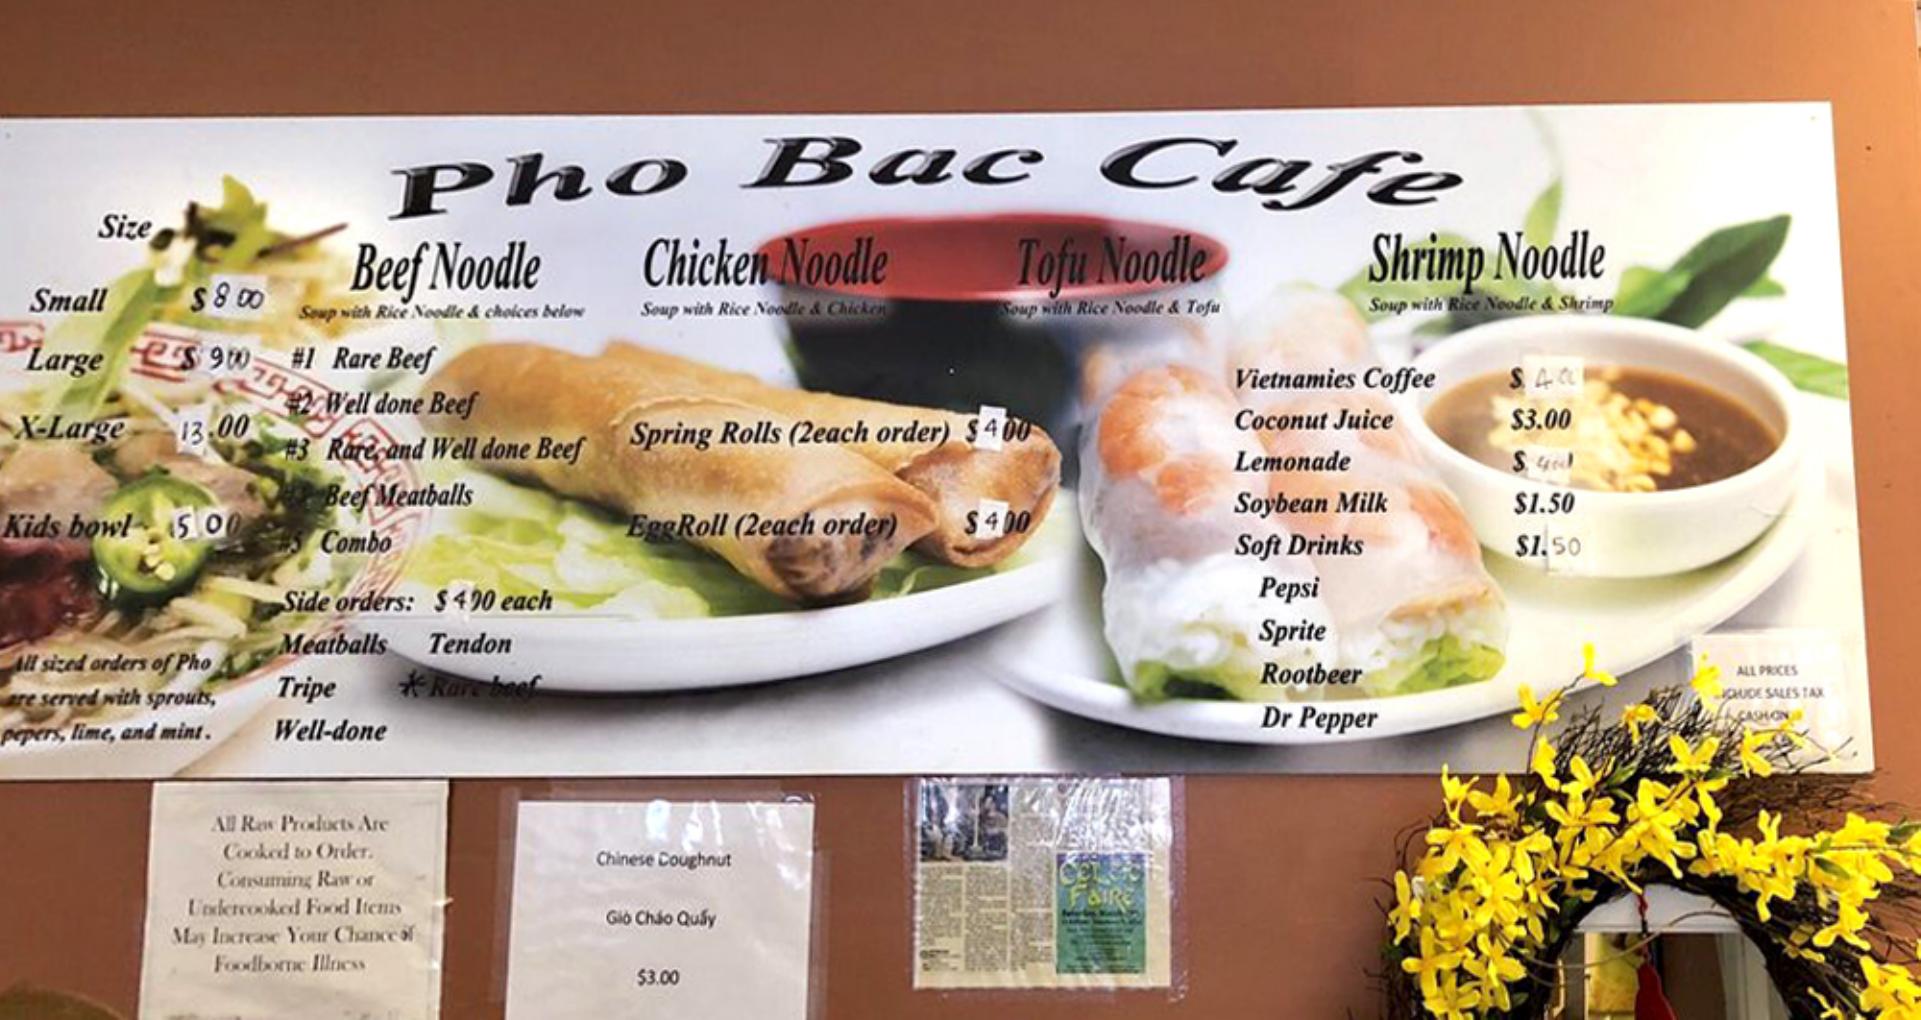 Pho Bac Cafe
Size
Small $8 00
Large $9 00
X-Large 13.00
Kids bowl 5 00
All sized orders of Pho
are served with sprouts,
pepers, lime, and mint.
Beef Noodle
Soup with Rice Noodle & choices below
#1 Rare Beef
#2 Well done Beef
#3 Rare, and Well done Beef
Beef Meatballs
#5 Combo
Side orders: $4 00 each
Meatballs Tendon
Tripe * Rare beef
Well-done
Chicken Noodle
Soup with Rice Noodle & Chicken
Spring Rolls (2each order) $4 00
EggRoll (2each order) $4 00
Tofu Noodle
Soup with Rice Noodle & Tofu
Shrimp Noodle
Soup with Rice Noodle & Shrimp
Vietnamies Coffee $
Coconut Juice $3.00
Lemonade $
Soybean Milk $1.50
Soft Drinks $1.50
Pepsi
Sprite
Rootbeer
Dr Pepper
ALL PRICES
INCLUDE SALES TAX
CASH
All Raw Products Are
Cooked to Order.
Consuming Raw or
Undercooked Food Items
May Increase Your Chance of
Foodborne Illness
Chinese Doughnut
Giò Cháo Quẩy
$3.00
Faire